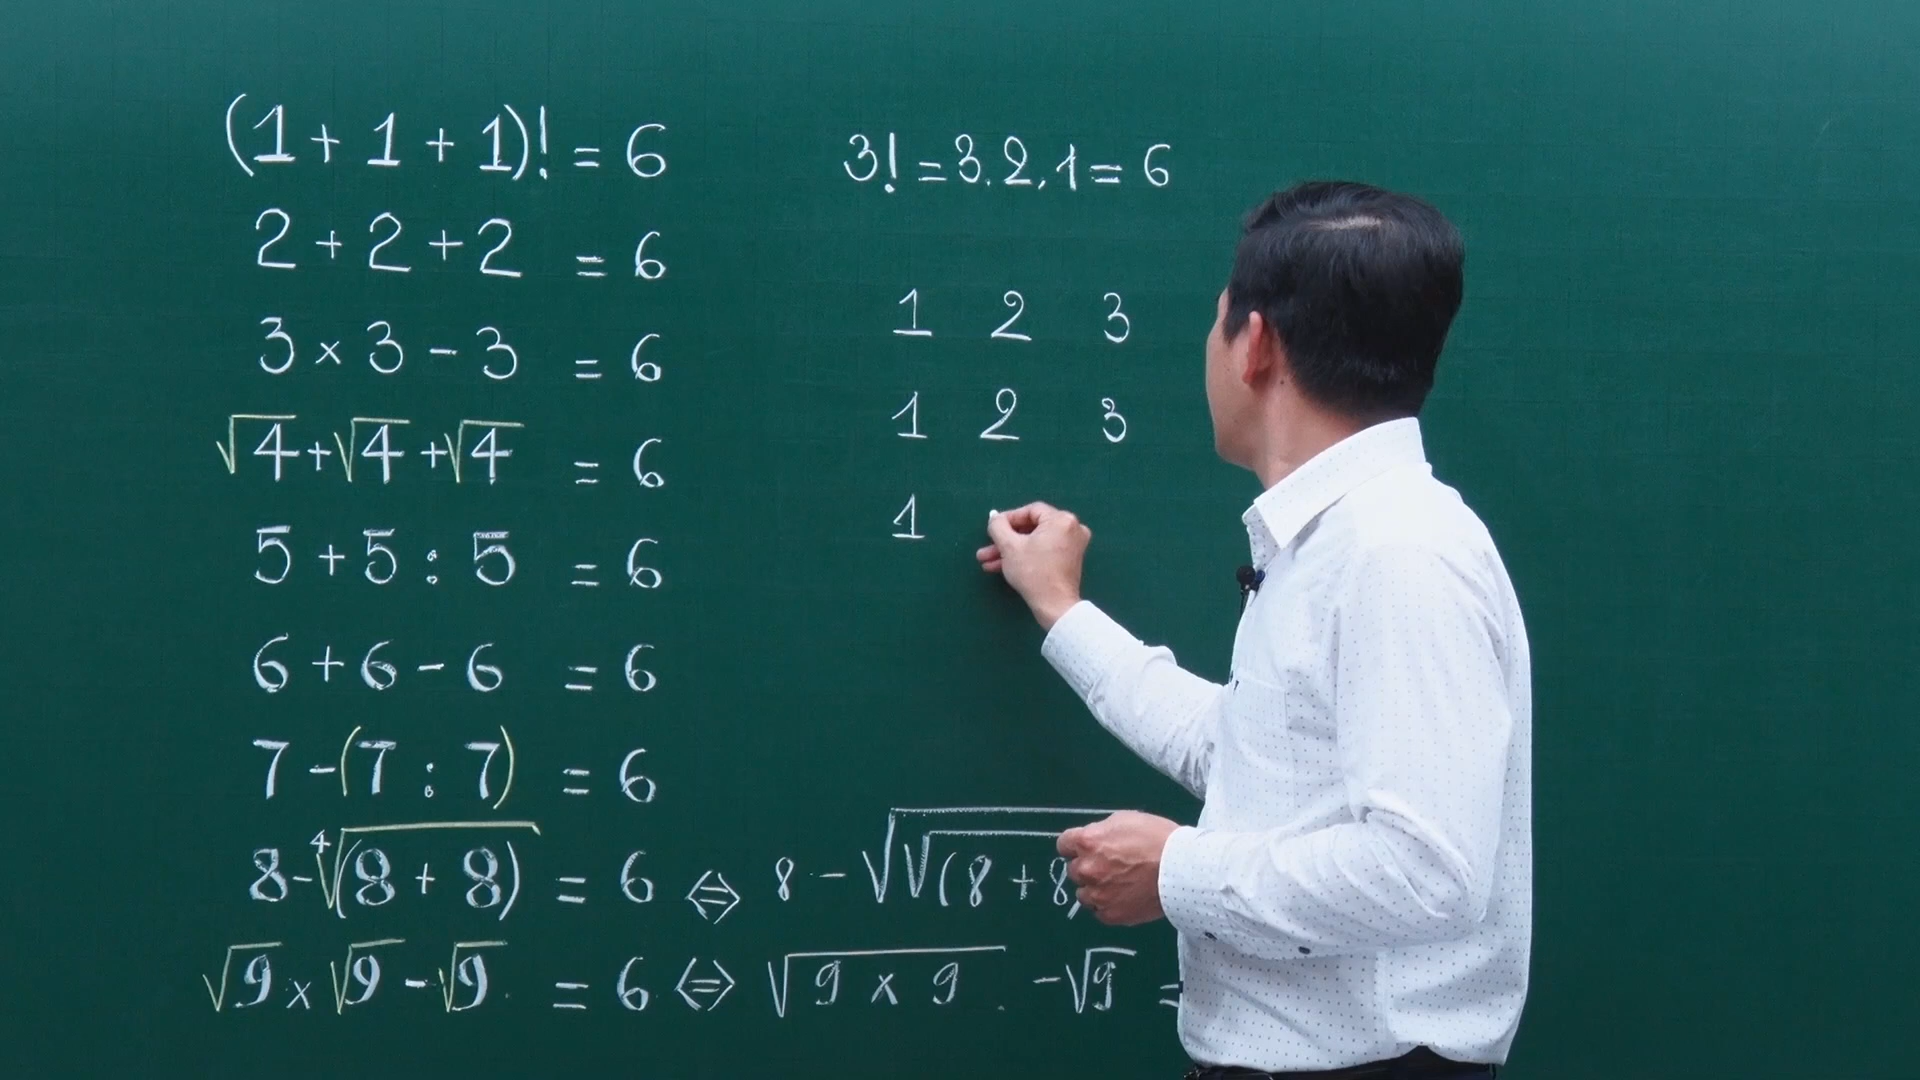 (1 + 1 + 1)! = 6
2 + 2 + 2 = 6
3 × 3 - 3 = 6
√4 + √4 + √4 = 6
5 + 5 : 5 = 6
6 + 6 - 6 = 6
7 - (7 : 7) = 6
8 - ⁴√(8 + 8) = 6 ⇔ 8 - √√(8 + 8)
√9 × √9 - √9 = 6 ⇔ √9 × 9 - √9 =
3! = 3.2.1 = 6
1 2 3
1 2 3
1